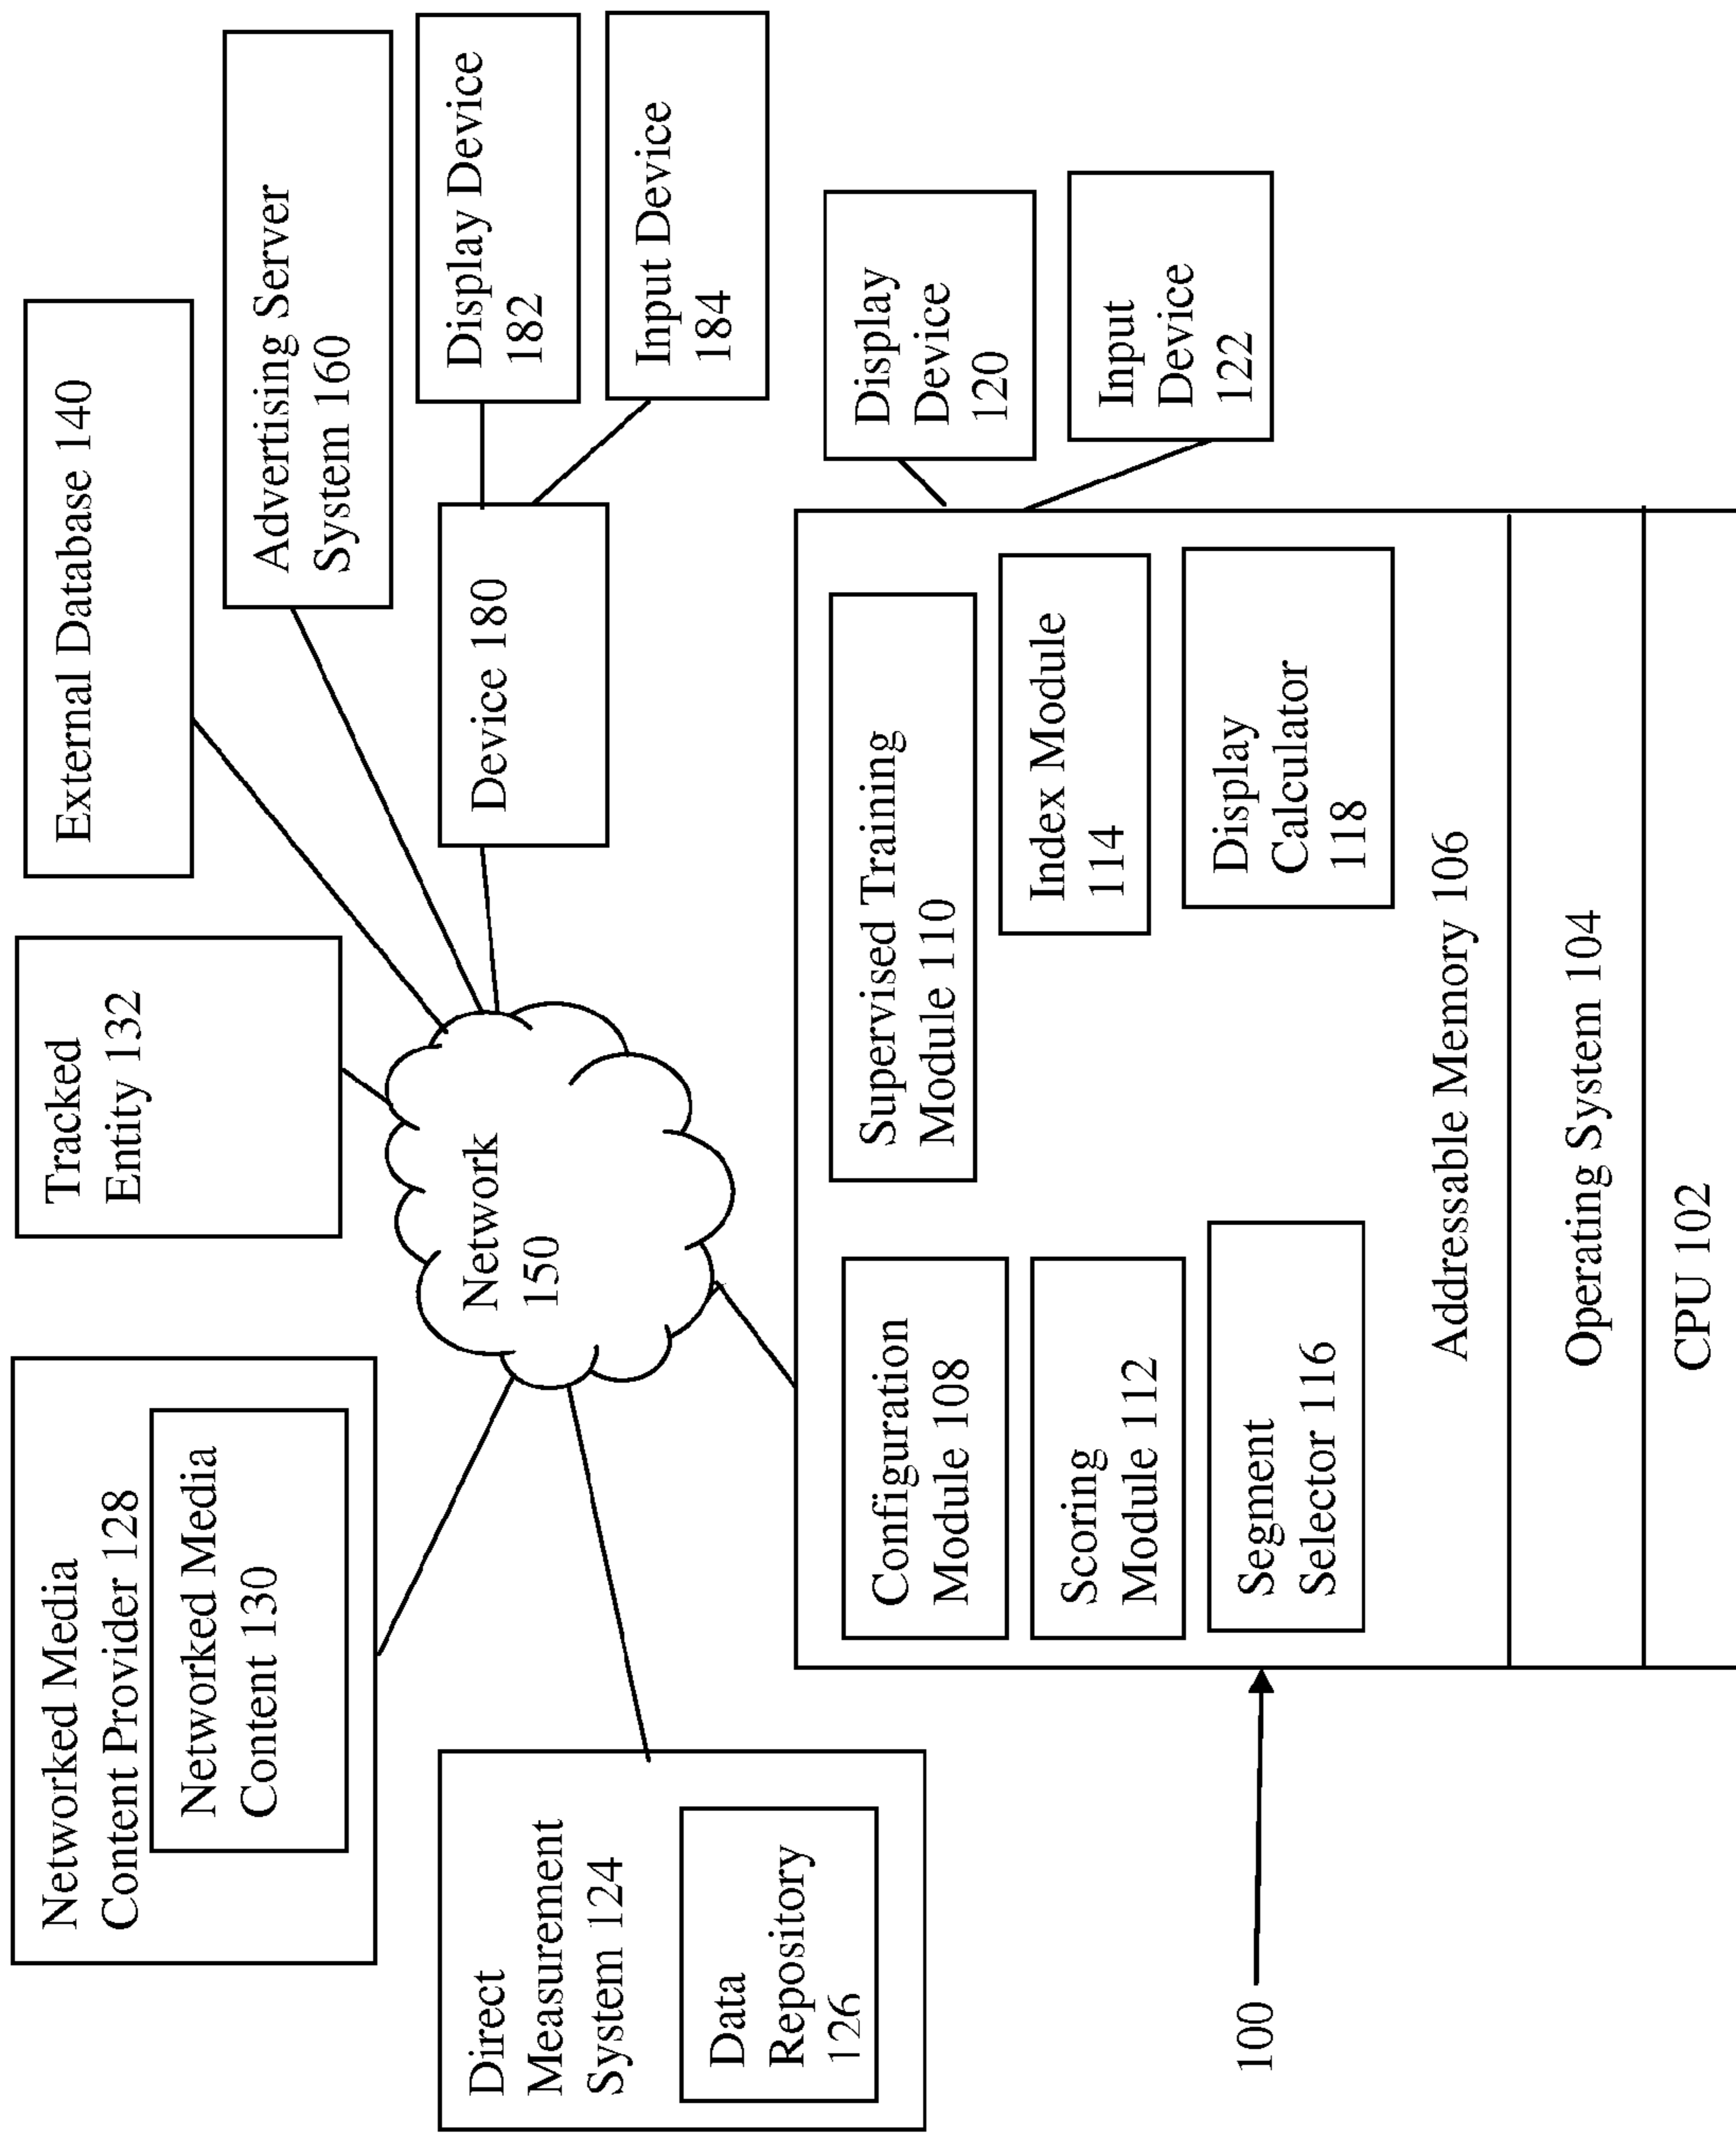 Networked Media
Content Provider 128
Networked Media
Content 130
Tracked
Entity 132
External Database 140
Advertising Server
System 160
Direct
Measurement
System 124
Data
Repository
126
Network
150
Device 180
Display Device
182
Input Device
184
Display
Device
120
Input
Device
122
100
Configuration
Module 108
Supervised Training
Module 110
Scoring
Module 112
Index Module
114
Segment
Selector 116
Display
Calculator
118
Addressable Memory 106
Operating System 104
CPU 102